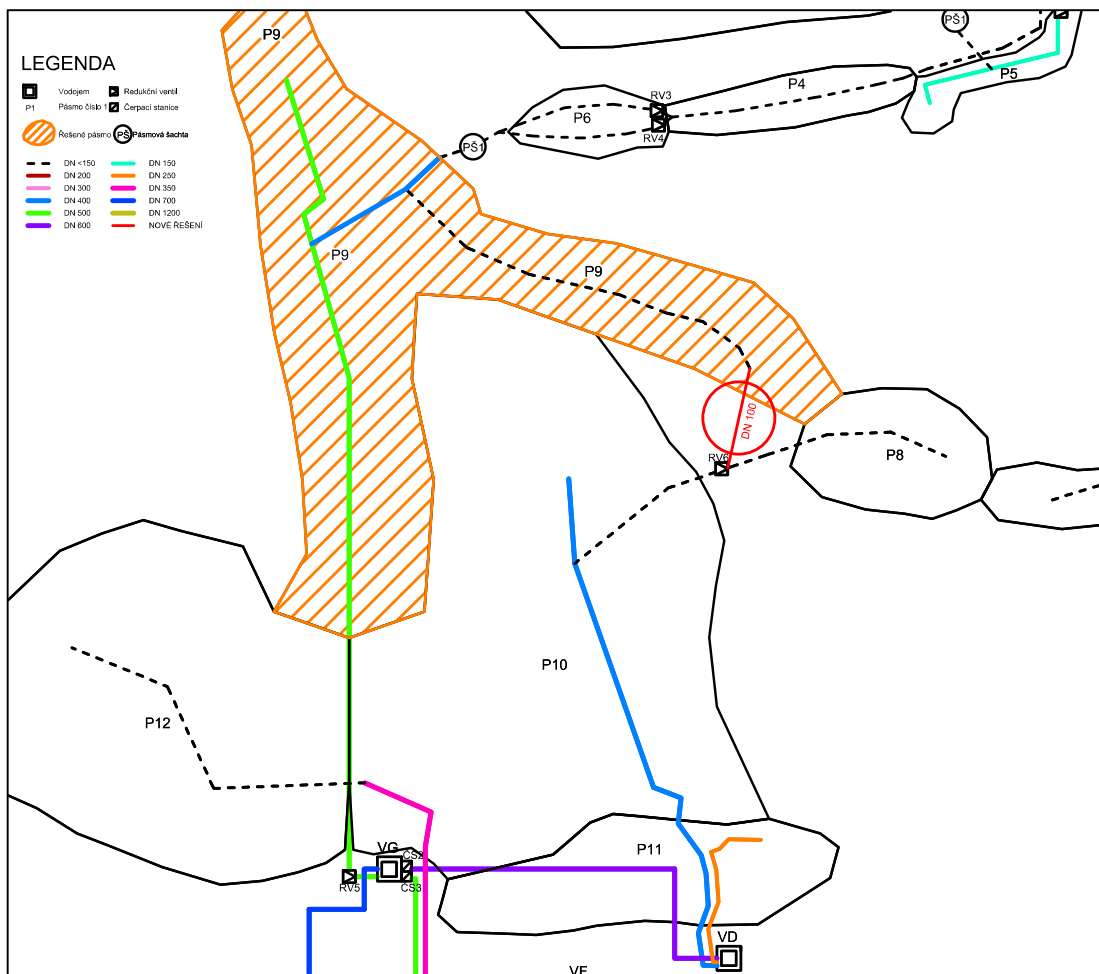 LEGENDA
Vodojem
Redukční ventil
P1
Pásmo číslo 1
Čerpací stanice
Řešené pásmo
PŠ
Pásmová šachta
DN <150
DN 150
DN 200
DN 250
DN 300
DN 350
DN 400
DN 700
DN 500
DN 1200
DN 600
NOVÉ ŘEŠENÍ
P9
PŠ1
P5
P4
RV3
P6
RV4
PŠ1
P9
P9
DN 100
RV6
P8
P10
P12
P11
VG
CS2
RV5
CS3
VD